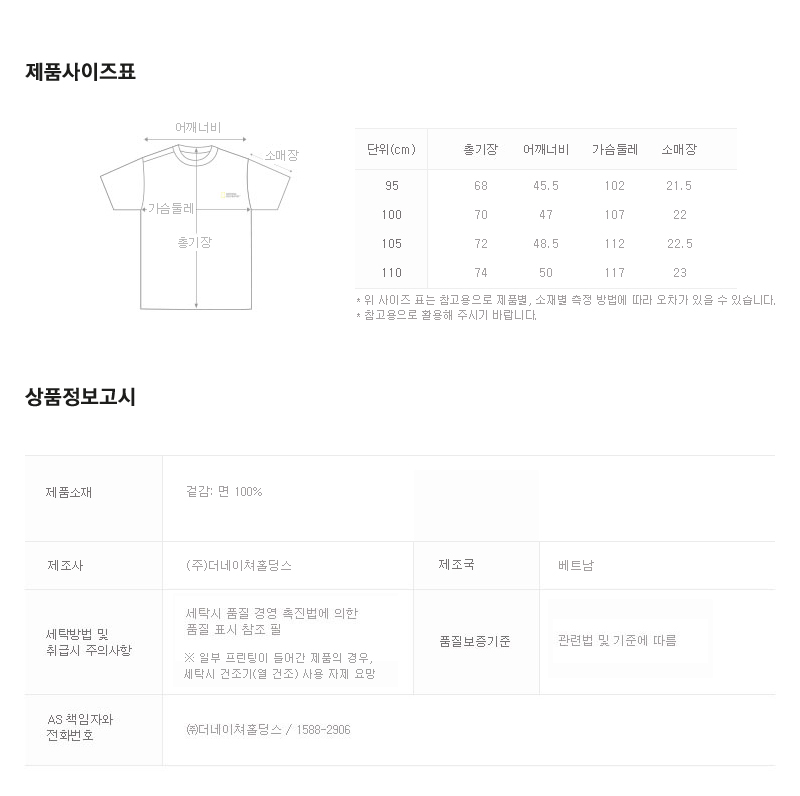 제품사이즈표
어깨너비
소매장
가슴둘레
총기장
단위(cm) 총기장 어깨너비 가슴둘레 소매장
95 68 45.5 102 21.5
100 70 47 107 22
105 72 48.5 112 22.5
110 74 50 117 23
* 위 사이즈 표는 참고용으로 제품별, 소재별 측정 방법에 따라 오차가 있을 수 있습니다.
* 참고용으로 활용해 주시기 바랍니다.
상품정보고시
제품소재 겉감: 면 100%
제조사 (주)더네이쳐홀딩스 제조국 베트남
세탁방법 및
취급시 주의사항
세탁시 품질 경영 촉진법에 의한
품질 표시 참조 필
※ 일부 프린팅이 들어간 제품의 경우,
세탁시 건조기(열 건조) 사용 자제 요망
품질보증기준 관련법 및 기준에 따름
AS 책임자와
전화번호
㈜더네이쳐홀딩스 / 1588-2906